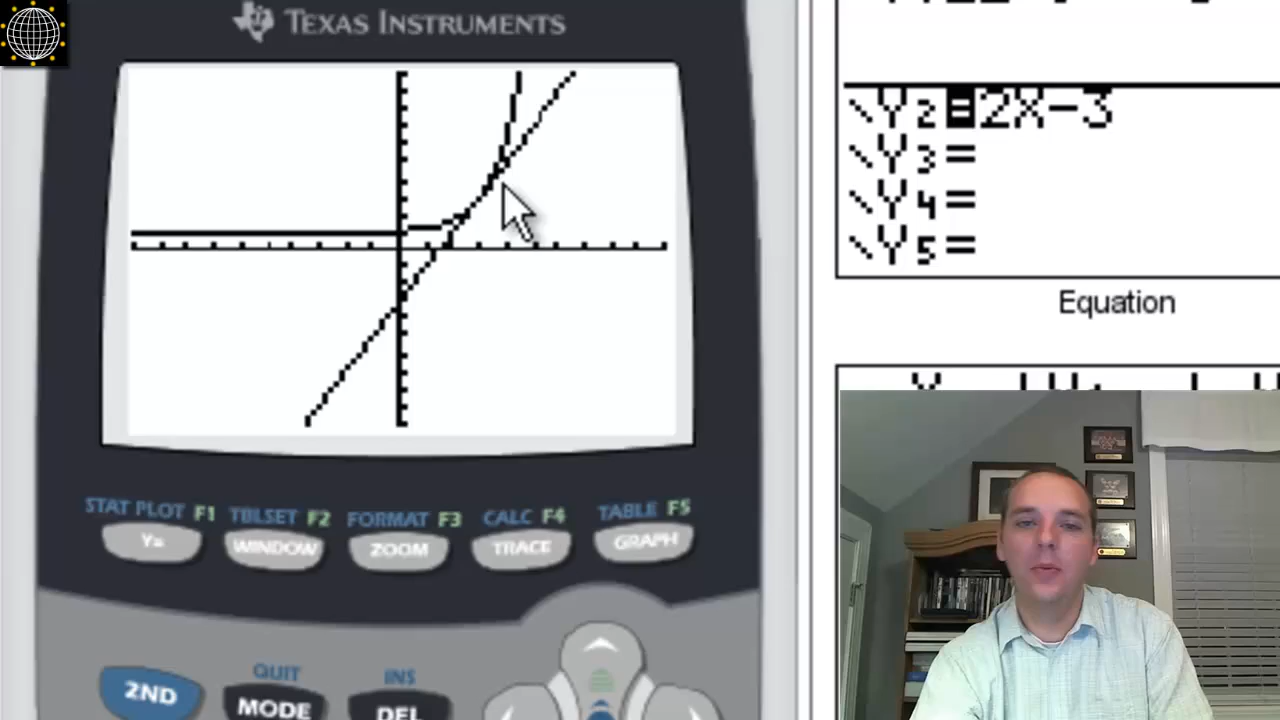 TEXAS INSTRUMENTS
\Y2=2X-3
\Y3=
\Y4=
\Y5=
Equation
STAT PLOT F1 TBLSET F2 FORMAT F3 CALC F4 TABLE F5
Y= WINDOW ZOOM TRACE GRAPH
QUIT INS
2ND MODE DEL